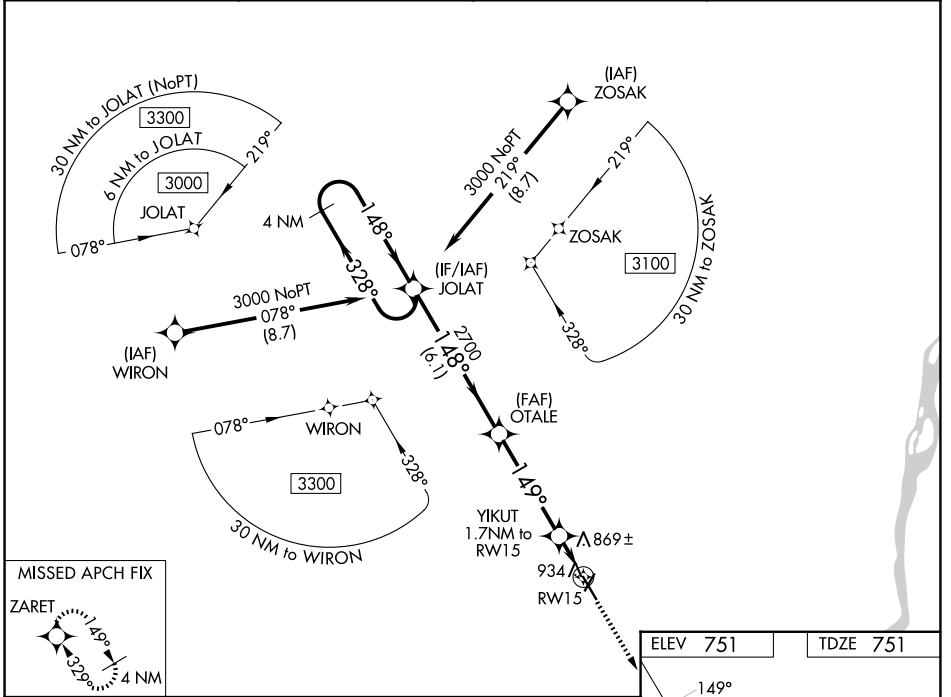 30 NM to JOLAT (NoPT)
3300
6 NM to JOLAT
3000
219°
JOLAT
078°
(IAF)
ZOSAK
3000 NoPT
219°
(8.7)
219°
ZOSAK
3100
30 NM to ZOSAK
328°
4 NM
148°
328°
(IF/IAF)
JOLAT
3000 NoPT
078°
(8.7)
(IAF)
WIRON
2700
148°
(6.1)
(FAF)
OTALE
078°
WIRON
328°
3300
30 NM to WIRON
149°
YIKUT
1.7NM to
RW15
869±
934
RW15
MISSED APCH FIX
ZARET
149°
329°
4 NM
ELEV 751
TDZE 751
149°